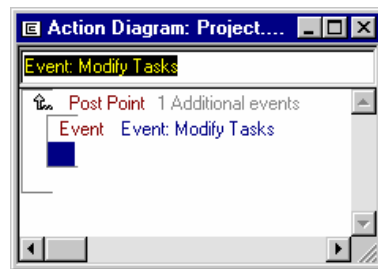 Action Diagram: Project....
Event: Modify Tasks
Post Point 1 Additional events
Event Event: Modify Tasks